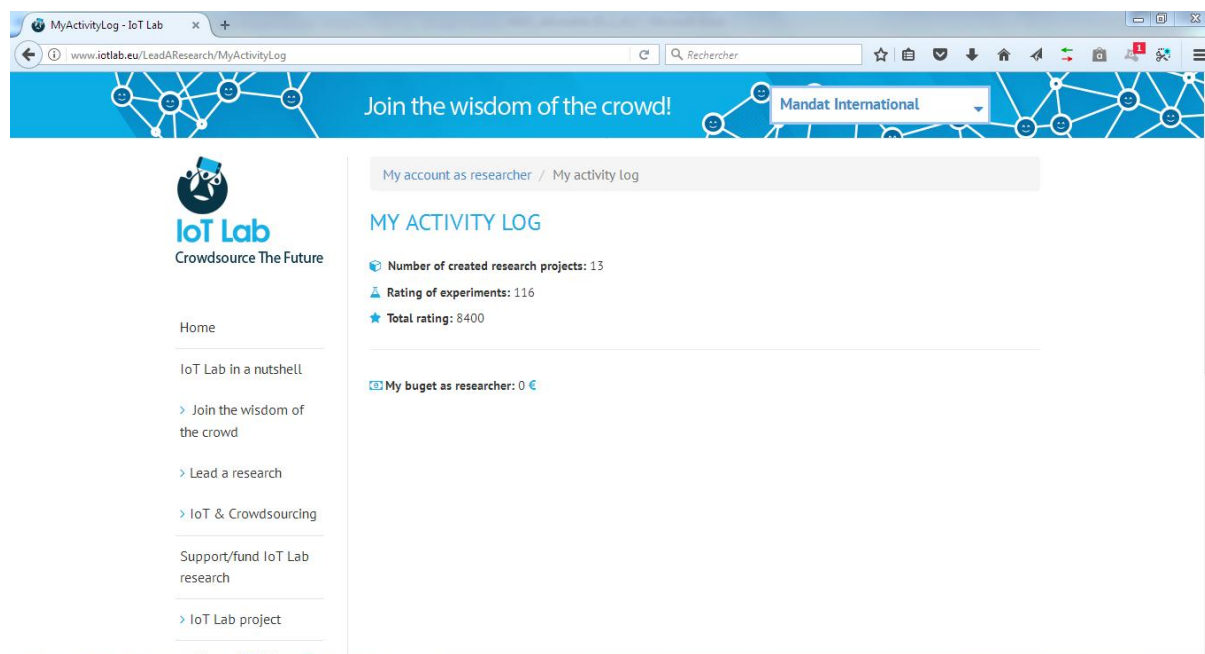 MyActivityLog - IoT Lab
www.iotlab.eu/LeadAResearch/MyActivityLog
Rechercher
1
Join the wisdom of the crowd!
Mandat International
My account as researcher / My activity log
IoT Lab
Crowdsource The Future
MY ACTIVITY LOG
Number of created research projects: 13
Rating of experiments: 116
Total rating: 8400
My buget as researcher: 0 €
Home
IoT Lab in a nutshell
> Join the wisdom of
the crowd
> Lead a research
> IoT & Crowdsourcing
Support/fund IoT Lab
research
> IoT Lab project